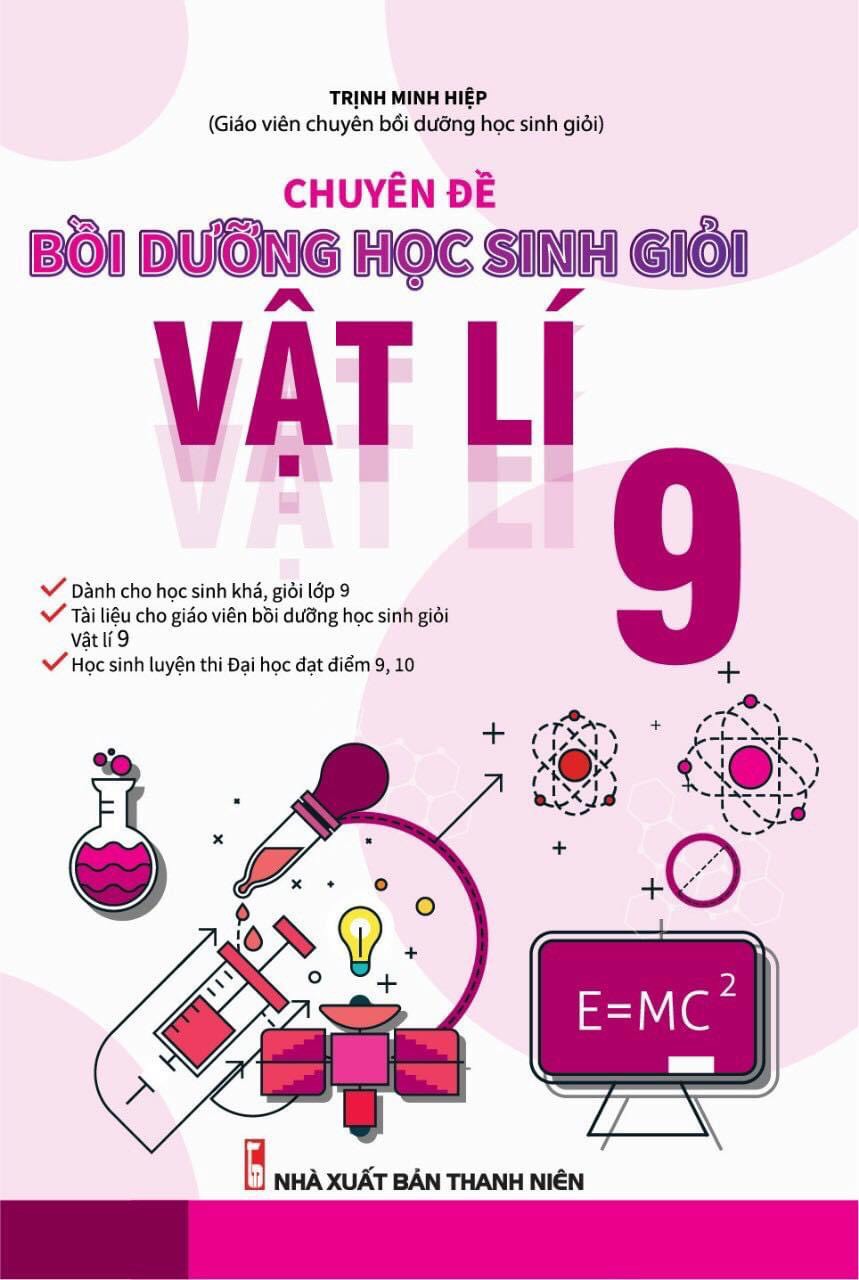 TRỊNH MINH HIỆP
(Giáo viên chuyên bồi dưỡng học sinh giỏi)
CHUYÊN ĐỀ
BỒI DƯỠNG HỌC SINH GIỎI
VẬT LÍ
9
Dành cho học sinh khá, giỏi lớp 9
Tài liệu cho giáo viên bồi dưỡng học sinh giỏi
Vật lí 9
Học sinh luyện thi Đại học đạt điểm 9, 10
E=MC²
NHÀ XUẤT BẢN THANH NIÊN